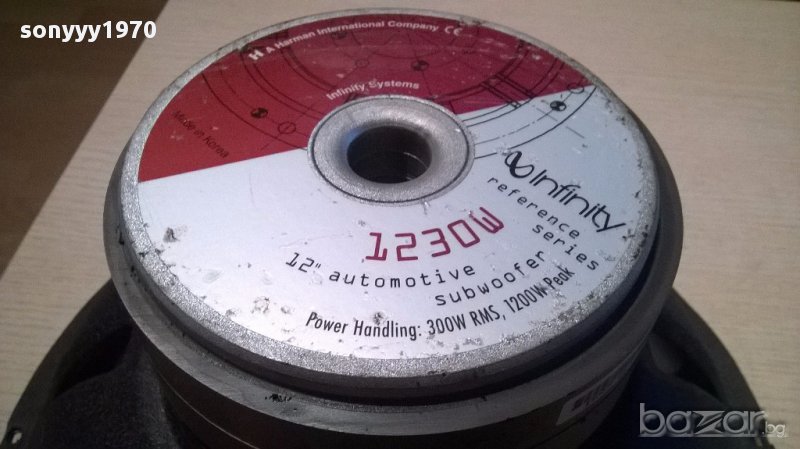 sonyyy1970
H A Harman International Company CE
Infinity Systems
Made in Korea
Infinity
reference
series
1230W
12" automotive
subwoofer
Power Handling: 300W RMS, 1200W Peak
bazar.bg